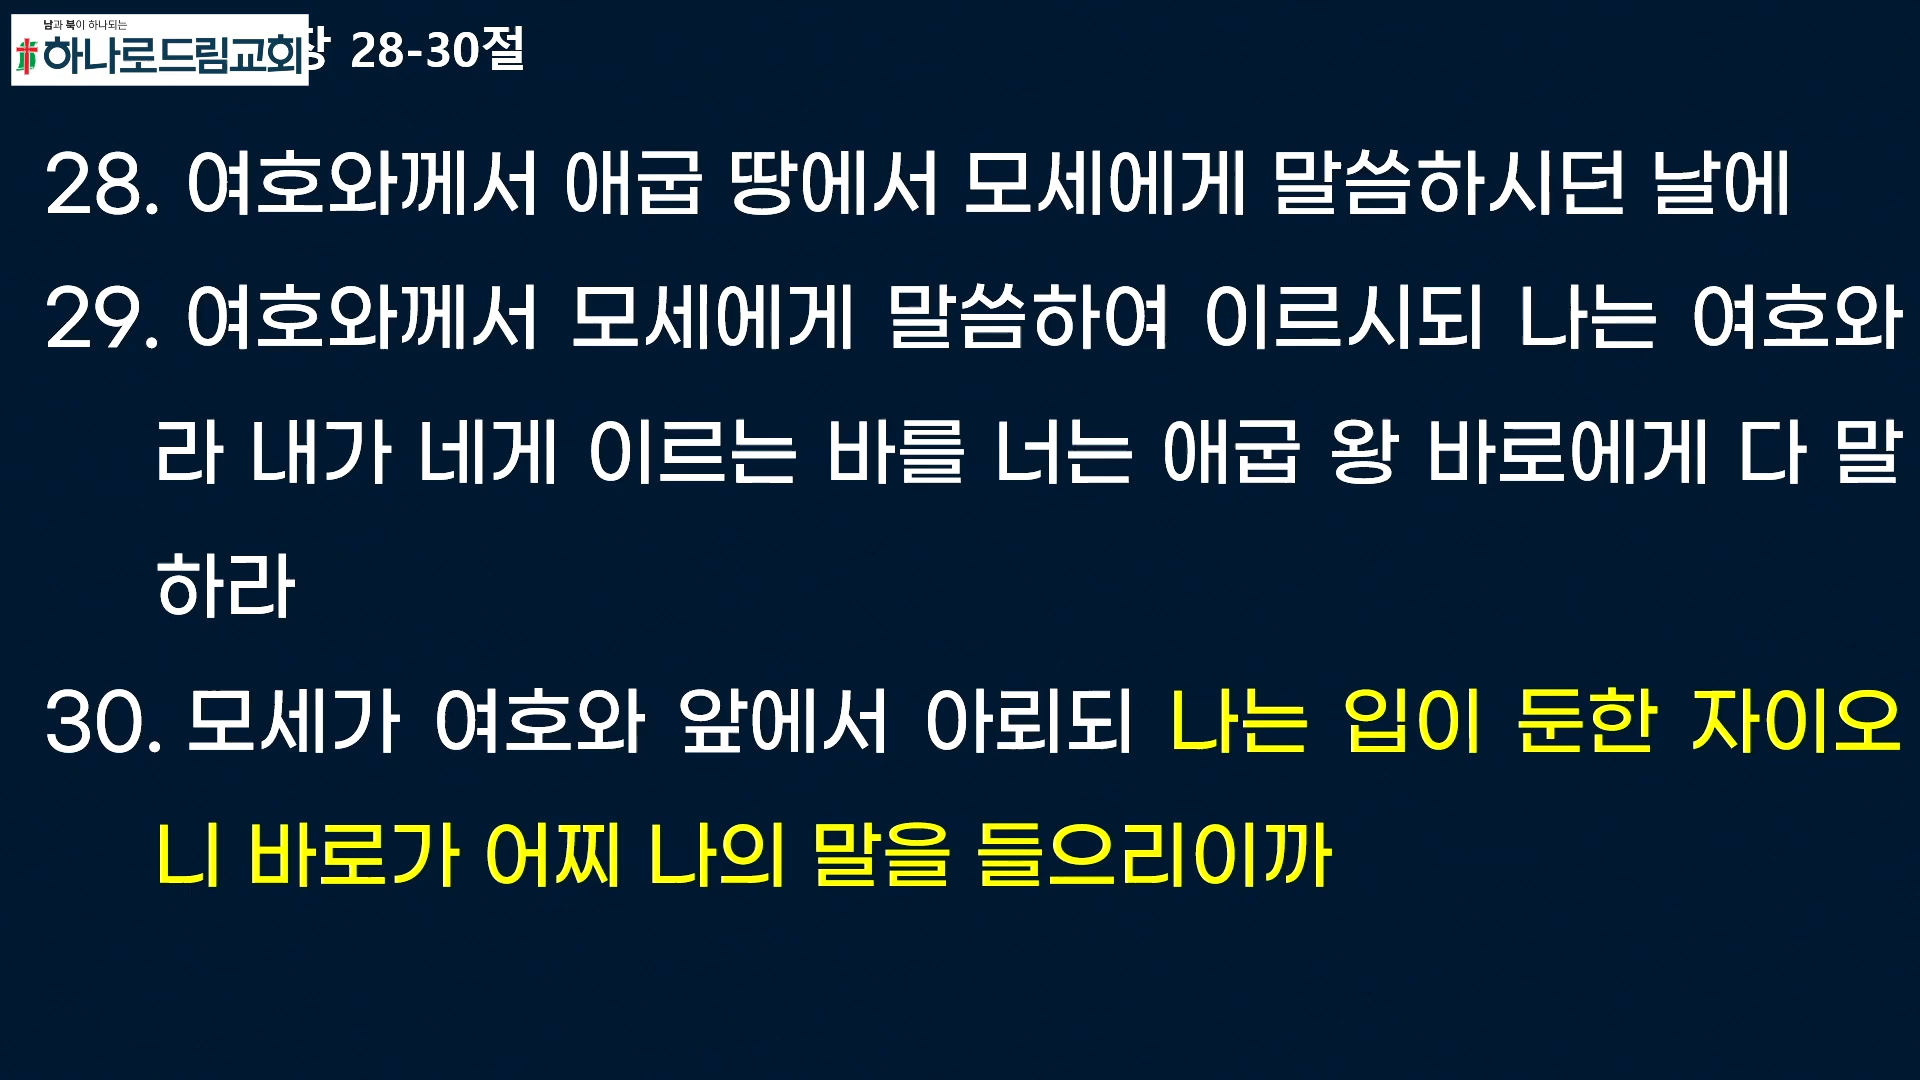 남과 북이 하나되는
하나로드림교회
장 28-30절
28. 여호와께서 애굽 땅에서 모세에게 말씀하시던 날에
29. 여호와께서 모세에게 말씀하여 이르시되 나는 여호와
라 내가 네게 이르는 바를 너는 애굽 왕 바로에게 다 말
하라
30. 모세가 여호와 앞에서 아뢰되 나는 입이 둔한 자이오
니 바로가 어찌 나의 말을 들으리이까